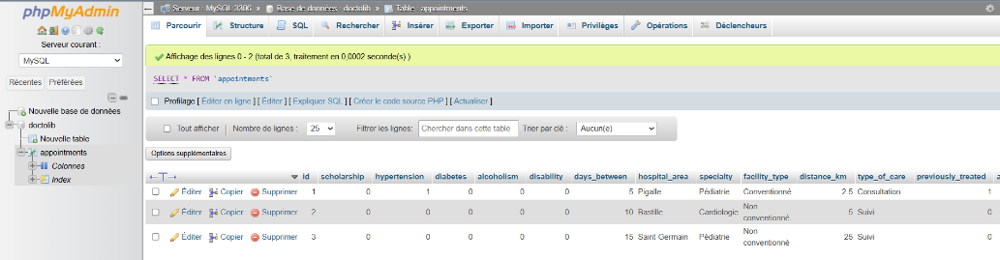 phpMyAdmin
Serveur courant :
MySQL
Récentes Préférées
Nouvelle base de données
doctolib
Nouvelle table
appointments
Colonnes
Index
Serveur : MySQL:3306 » Base de données : doctolib » Table : appointments
Parcourir Structure SQL Rechercher Insérer Exporter Importer Privilèges Opérations Déclencheurs
Affichage des lignes 0 - 2 (total de 3, traitement en 0,0002 seconde(s).)
SELECT * FROM `appointments`
Profilage [ Éditer en ligne ] [ Éditer ] [ Expliquer SQL ] [ Créer le code source PHP ] [ Actualiser ]
Tout afficher Nombre de lignes : 25 Filtrer les lignes: Chercher dans cette table Trier par clé : Aucun(e)
Options supplémentaires
←T→ id scholarship hypertension diabetes alcoholism disability days_between hospital_area specialty facility_type distance_km type_of_care previously_treated a
Éditer Copier Supprimer 1 0 1 0 0 0 5 Pigalle Pédiatrie Conventionné 2.5 Consultation 1
Éditer Copier Supprimer 2 0 0 0 0 0 10 Bastille Cardiologie Non conventionné 5 Suivi 0
Éditer Copier Supprimer 3 0 0 0 0 0 15 Saint-Germain Pédiatrie Non conventionné 25 Suivi 0